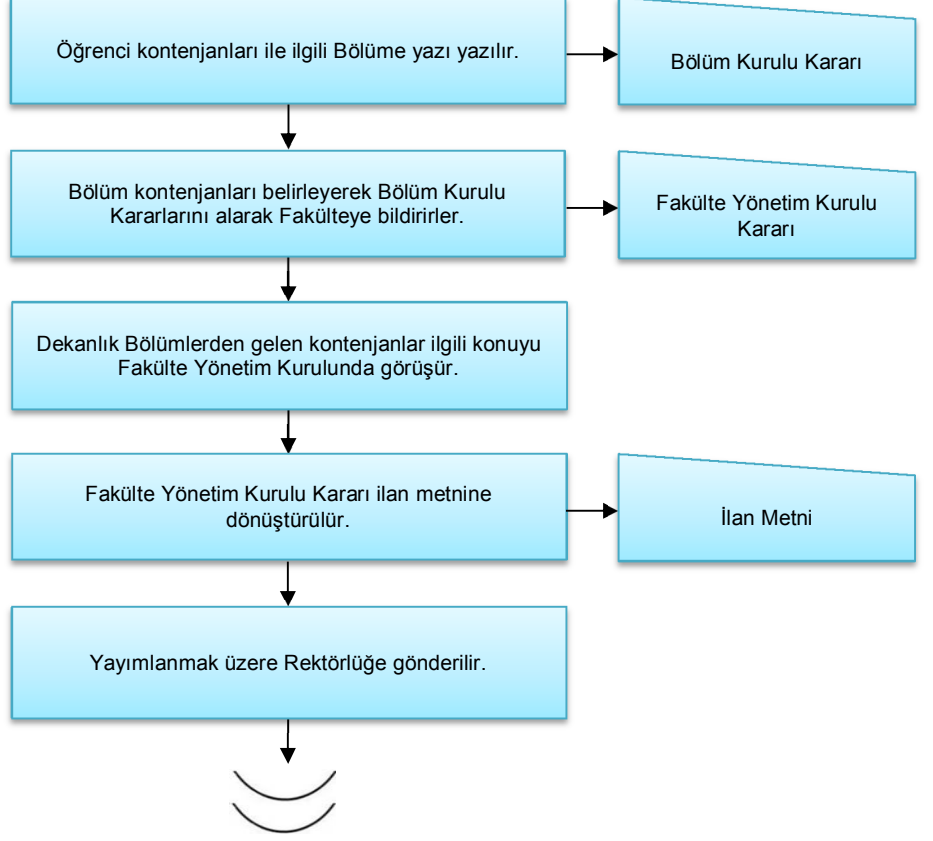 Öğrenci kontenjanları ile ilgili Bölüme yazı yazılır.
Bölüm Kurulu Kararı
Bölüm kontenjanları belirleyerek Bölüm Kurulu
Kararlarını alarak Fakülteye bildirirler.
Fakülte Yönetim Kurulu
Kararı
Dekanlık Bölümlerden gelen kontenjanlar ilgili konuyu
Fakülte Yönetim Kurulunda görüşür.
Fakülte Yönetim Kurulu Kararı ilan metnine
dönüştürülür.
İlan Metni
Yayımlanmak üzere Rektörlüğe gönderilir.